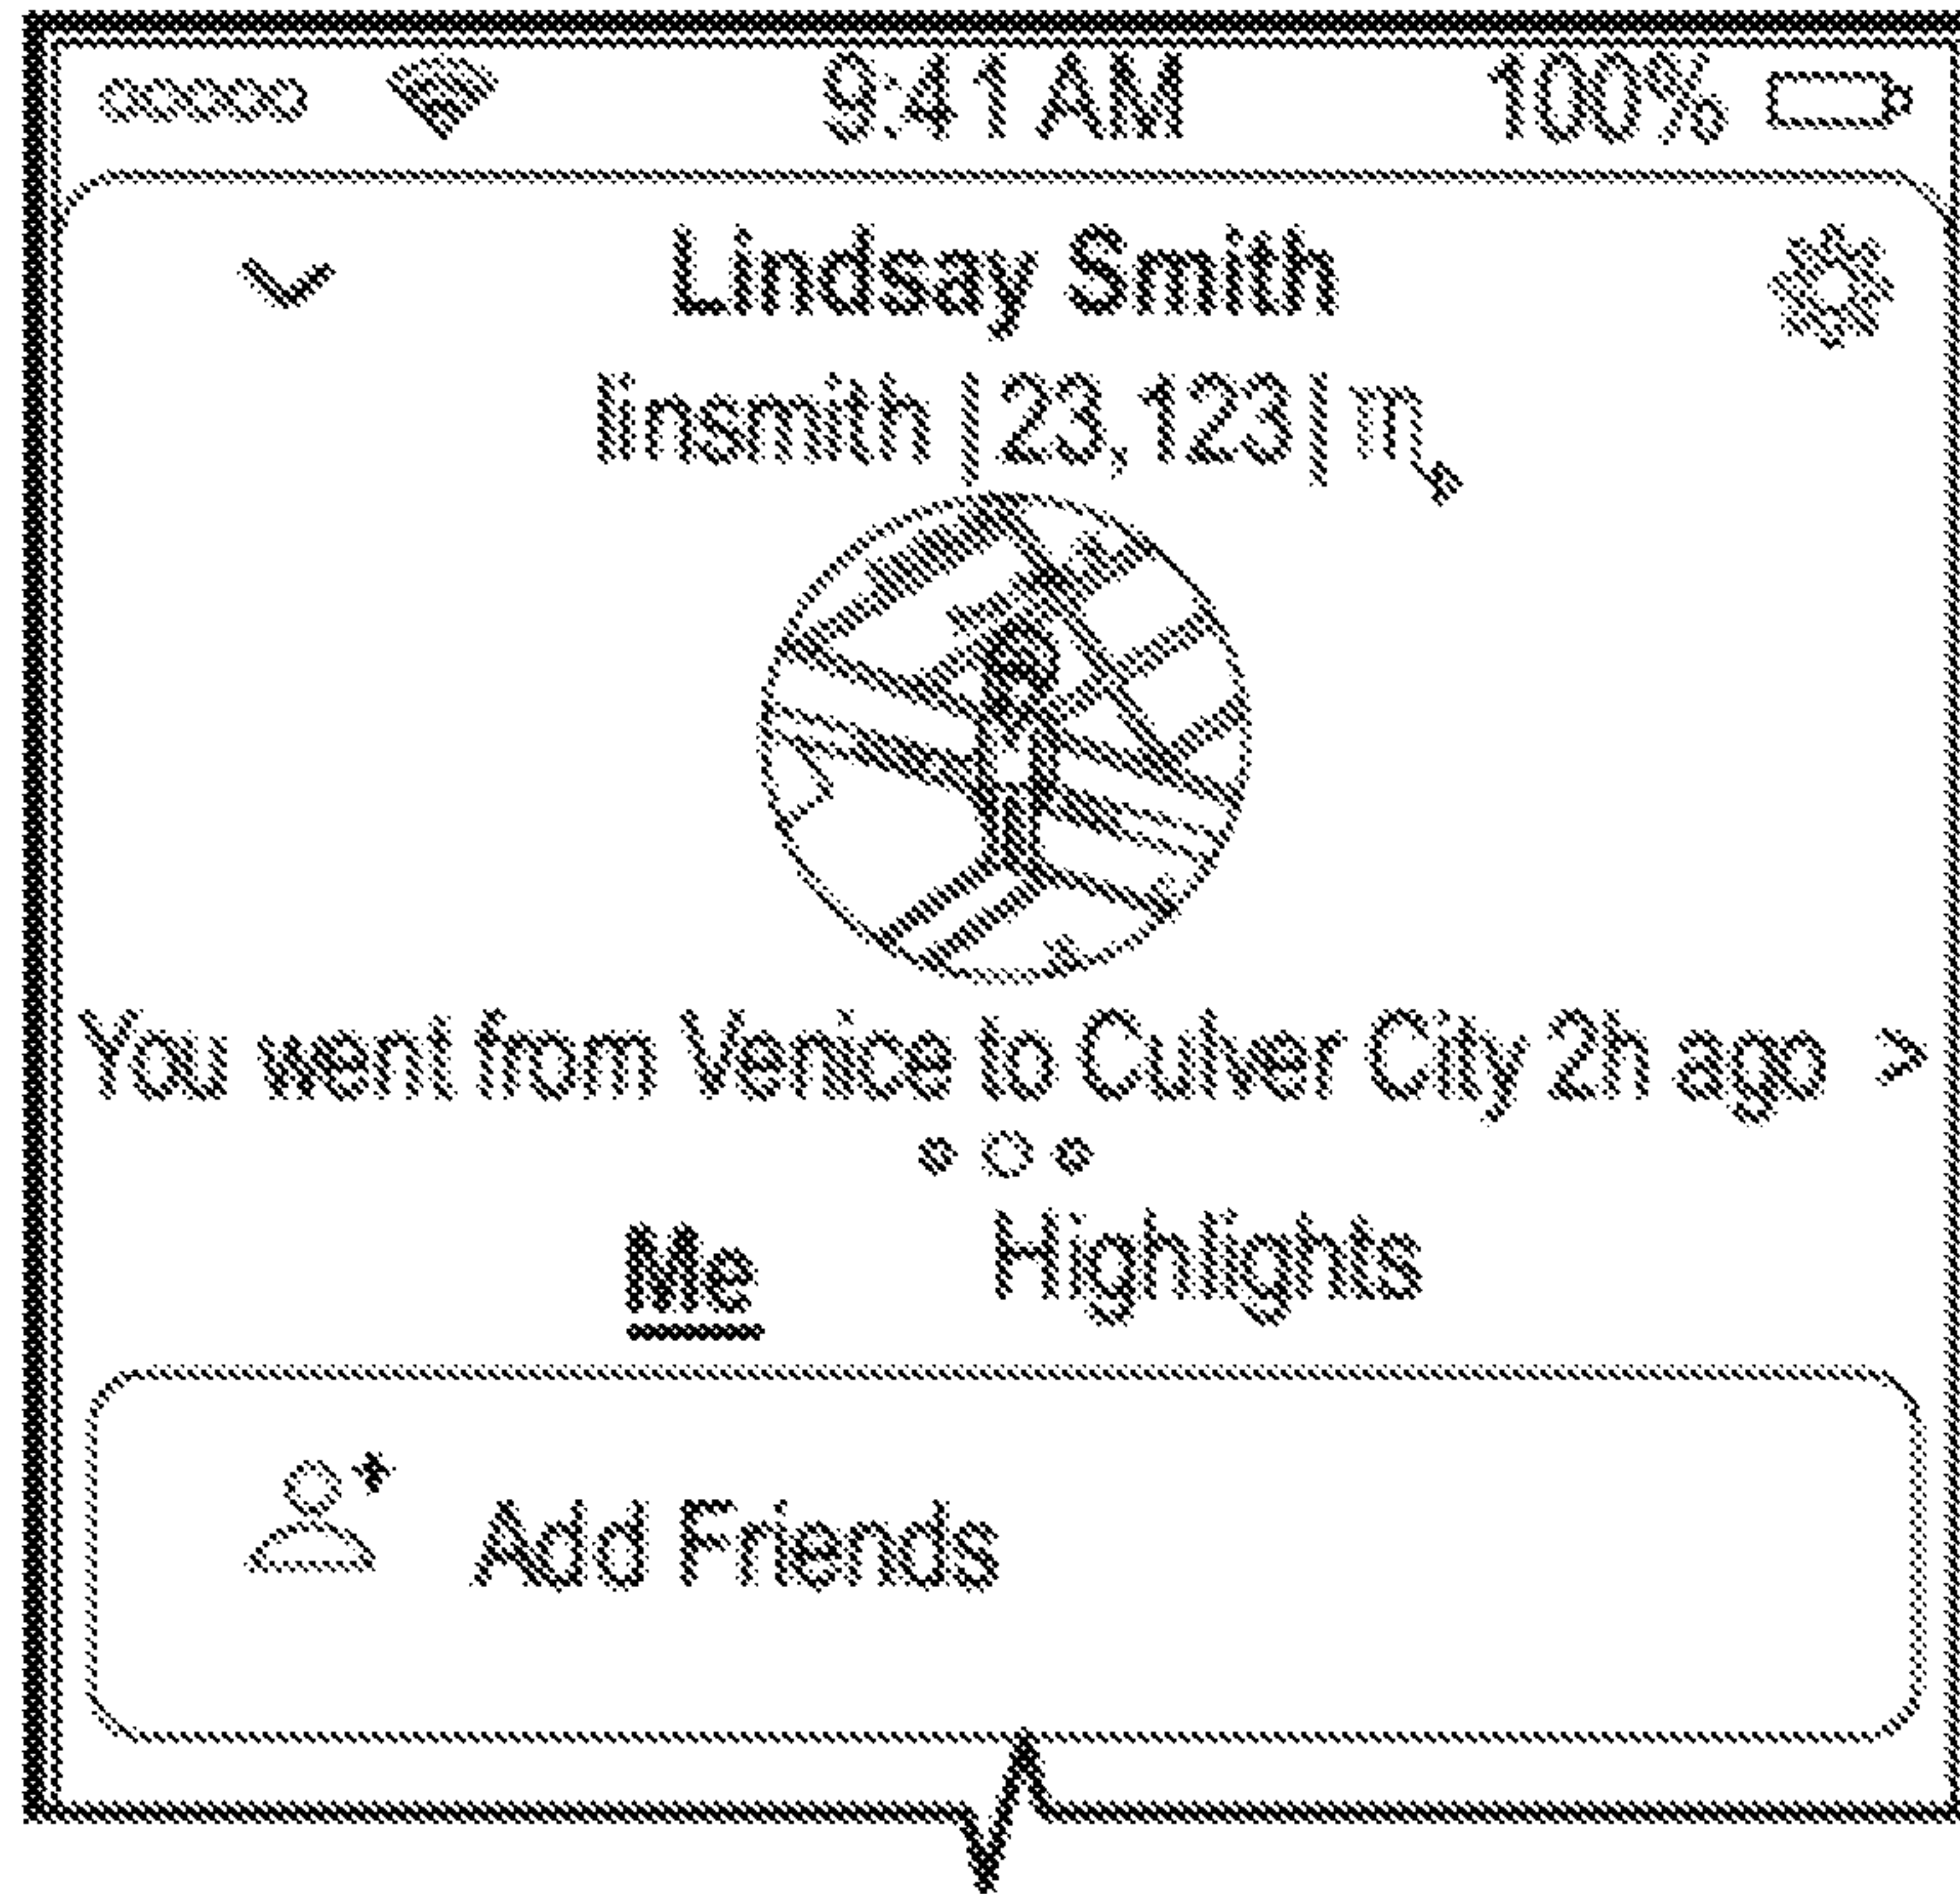 9:41 AM 100%
Lindsay Smith
linsmith | 23,123 | ♏
You went from Venice to Culver City 2h ago >
Me Highlights
Add Friends